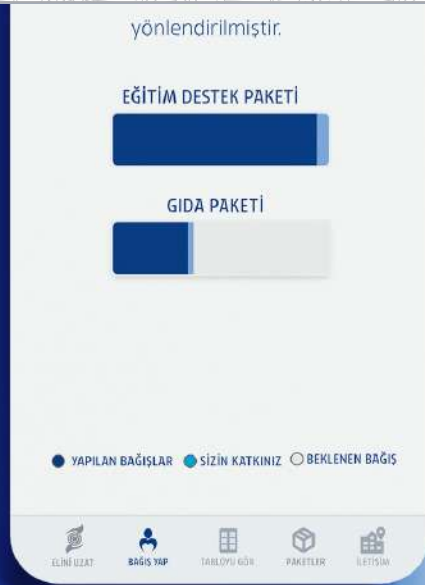 yönlendirilmiştir.
EĞİTİM DESTEK PAKETİ
GIDA PAKETİ
YAPILAN BAĞIŞLAR SİZİN KATKINIZ BEKLENEN BAĞIŞ
ELİNİ UZAT BAĞIŞ YAP TABLOYU GÖR PAKETLER İLETİŞİM